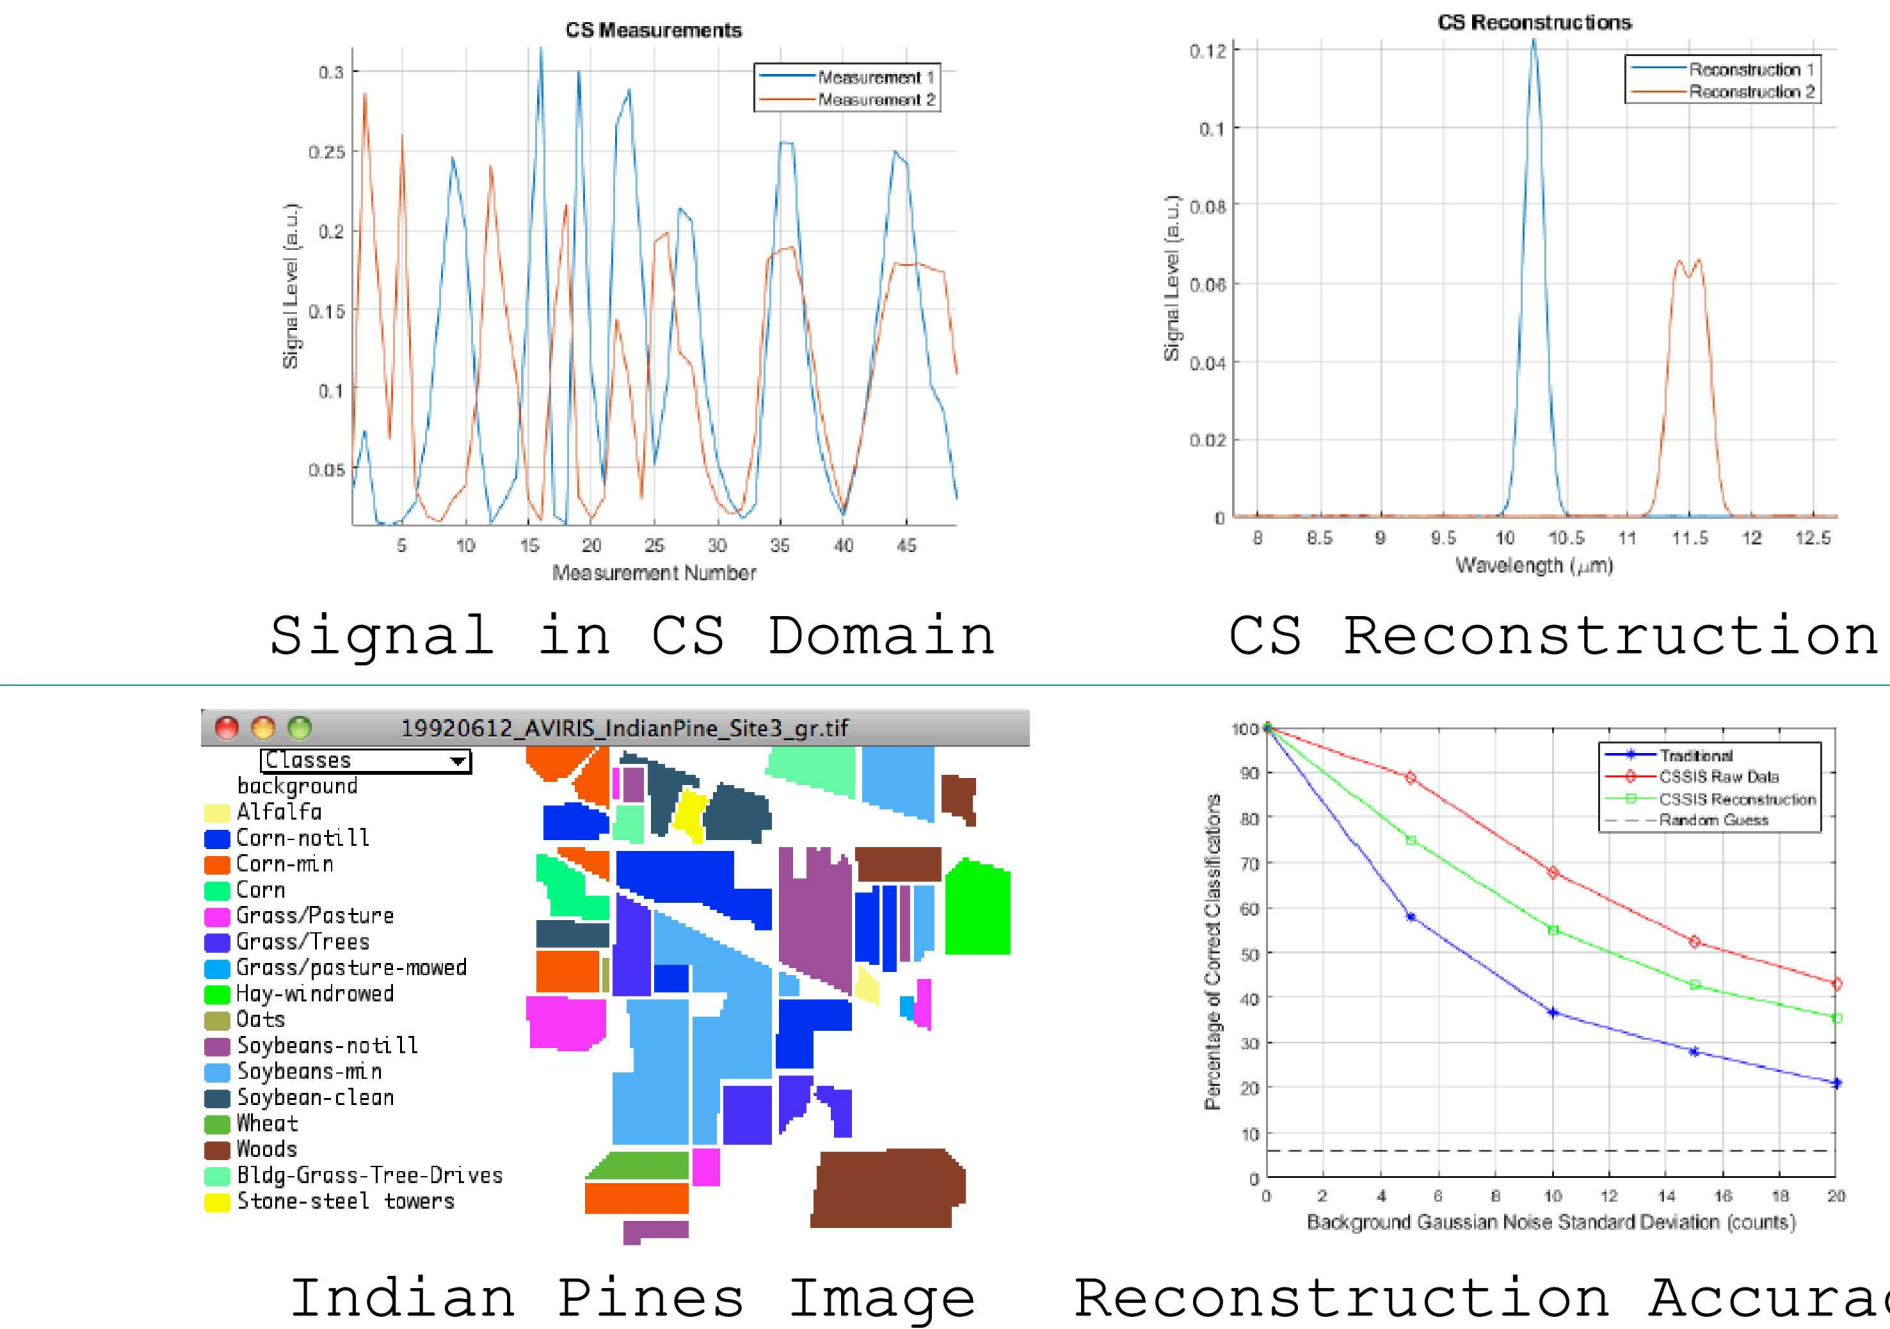 CS Measurements
0.3
0.25
0.2
0.15
0.1
0.05
Signal Level (a.u.)
Measurement 1
Measurement 2
5 10 15 20 25 30 35 40 45
Measurement Number
Signal in CS Domain
CS Reconstructions
0.12
0.1
0.08
0.06
0.04
0.02
0
Signal Level (a.u.)
Reconstruction 1
Reconstruction 2
8 8.5 9 9.5 10 10.5 11 11.5 12 12.5
Wavelength (μm)
CS Reconstruction
19920612_AVIRIS_IndianPine_Site3_gr.tif
Classes
background
Alfalfa
Corn-notill
Corn-min
Corn
Grass/Pasture
Grass/Trees
Grass/pasture-mowed
Hay-windrowed
Oats
Soybeans-notill
Soybeans-min
Soybean-clean
Wheat
Woods
Bldg-Grass-Tree-Drives
Stone-steel towers
Indian Pines Image
100
90
80
70
60
50
40
30
20
10
0
Percentage of Correct Classifications
Traditional
CSSIS Raw Data
CSSIS Reconstruction
Random Guess
0 2 4 6 8 10 12 14 16 18 20
Background Gaussian Noise Standard Deviation (counts)
Reconstruction Accurac